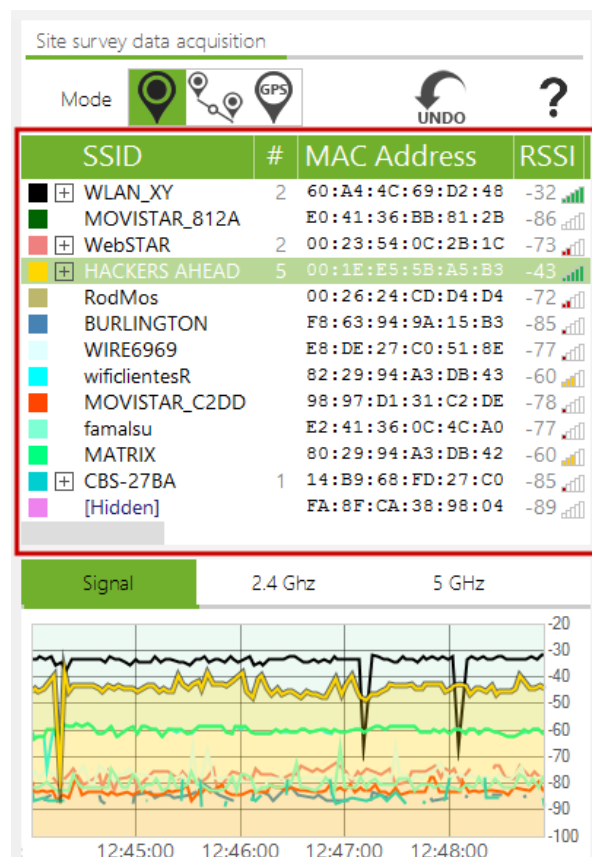 Site survey data acquisition
Mode GPS UNDO ?
SSID # MAC Address RSSI
WLAN_XY 2 60:A4:4C:69:D2:48 -32
MOVISTAR_812A E0:41:36:BB:81:2B -86
WebSTAR 2 00:23:54:0C:2B:1C -73
HACKERS AHEAD 5 00:1E:E5:5B:A5:B3 -43
RodMos 00:26:24:CD:D4:D4 -72
BURLINGTON F8:63:94:9A:15:B3 -85
WIRE6969 E8:DE:27:C0:51:8E -77
wificlientesR 82:29:94:A3:DB:43 -60
MOVISTAR_C2DD 98:97:D1:31:C2:DE -78
famalsu E2:41:36:0C:4C:A0 -77
MATRIX 80:29:94:A3:DB:42 -60
CBS-27BA 1 14:B9:68:FD:27:C0 -85
[Hidden] FA:8F:CA:38:98:04 -89
Signal 2.4 Ghz 5 GHz
-20
-30
-40
-50
-60
-70
-80
-90
-100
12:45:00 12:46:00 12:47:00 12:48:00